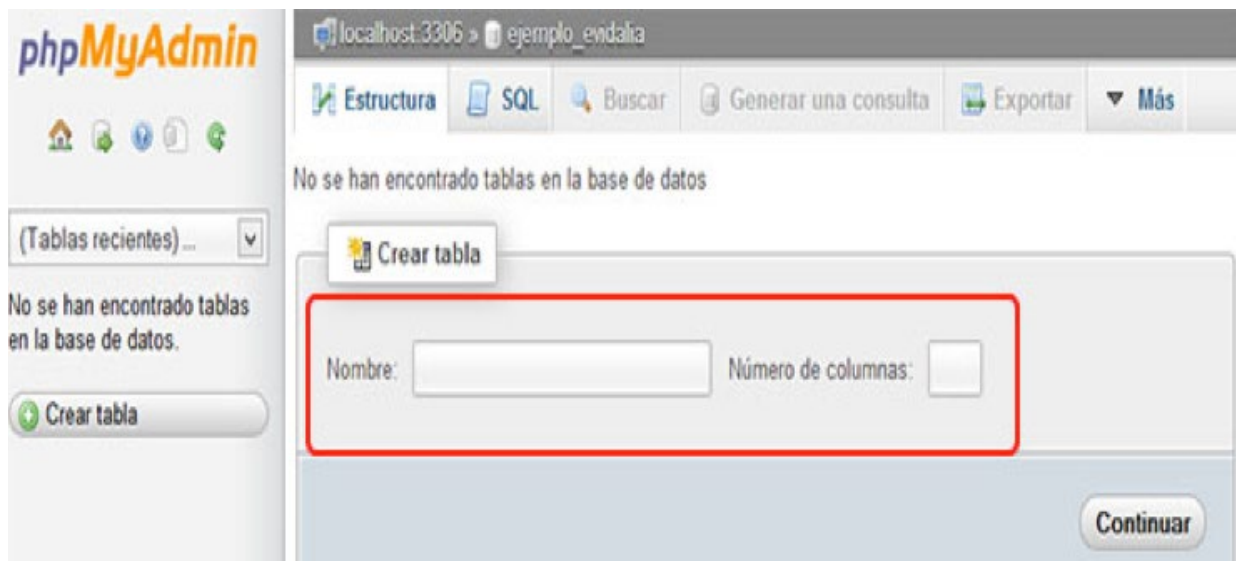 phpMyAdmin
(Tablas recientes) ...
No se han encontrado tablas
en la base de datos.
Crear tabla
localhost:3306 » ejemplo_evidalia
Estructura SQL Buscar Generar una consulta Exportar Más
No se han encontrado tablas en la base de datos
Crear tabla
Nombre: Número de columnas:
Continuar